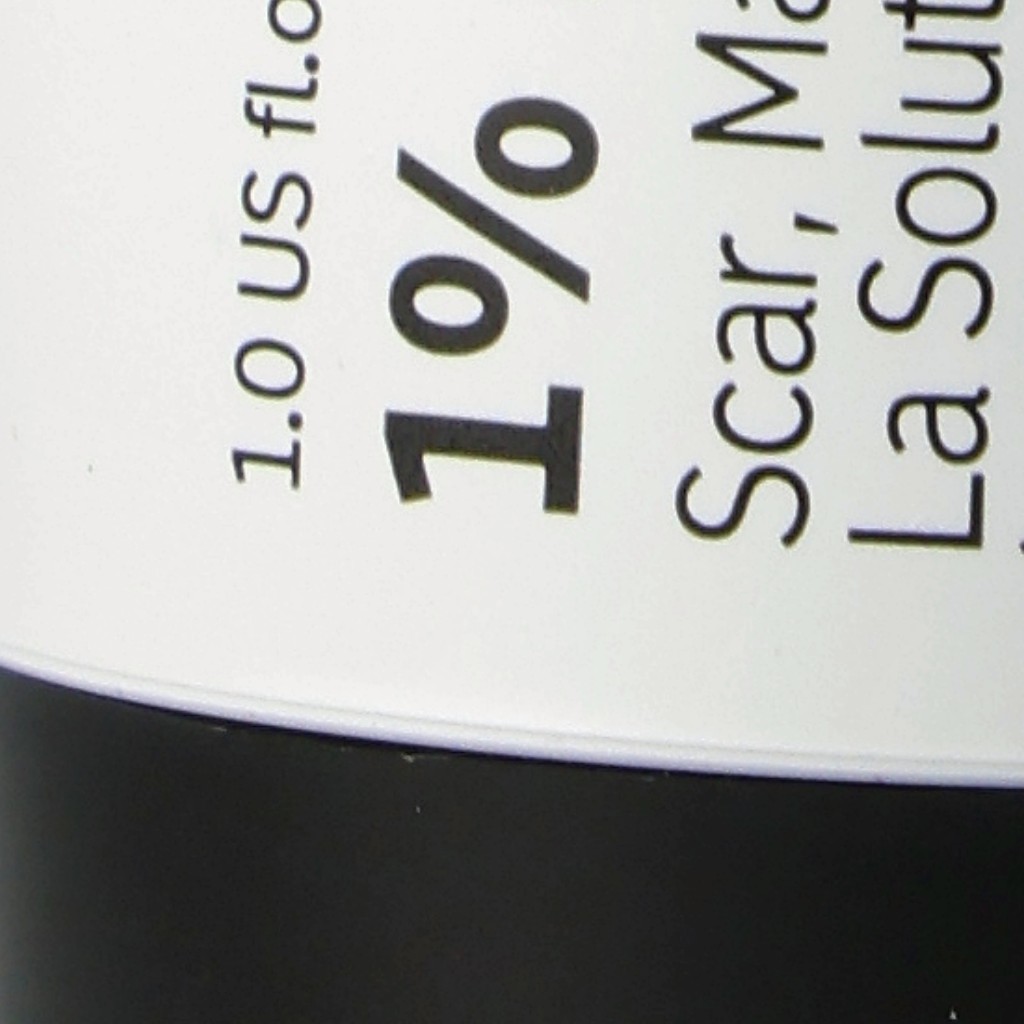 1.0 US fl.o
1%
Scar, Ma
La Solut